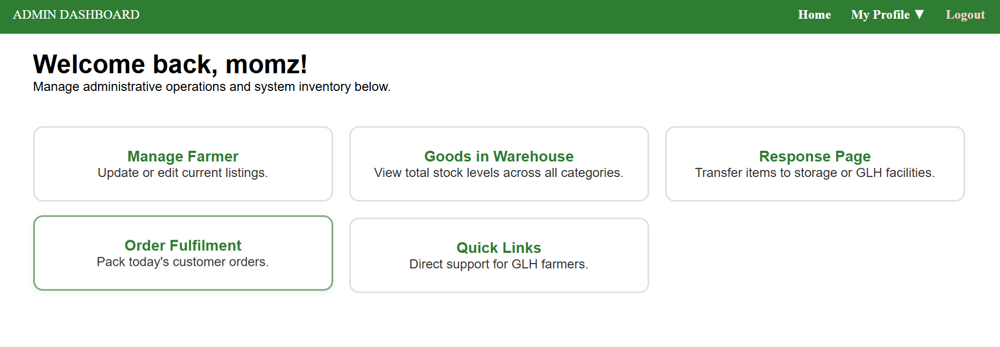 ADMIN DASHBOARD
Home My Profile ▼ Logout
Welcome back, momz!
Manage administrative operations and system inventory below.
Manage Farmer
Update or edit current listings.
Goods in Warehouse
View total stock levels across all categories.
Response Page
Transfer items to storage or GLH facilities.
Order Fulfilment
Pack today's customer orders.
Quick Links
Direct support for GLH farmers.